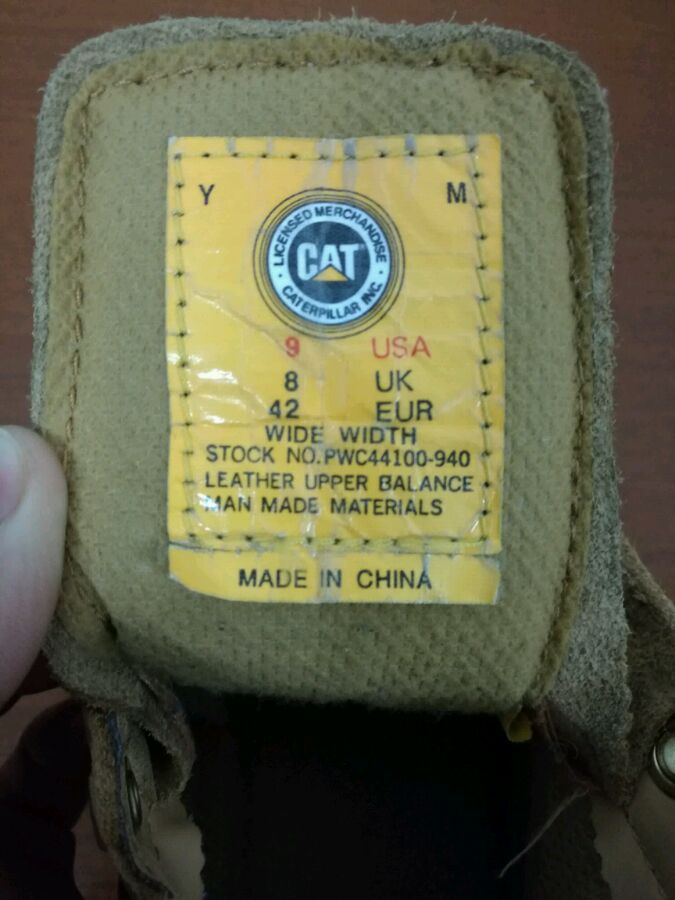 Y M
LICENSED MERCHANDISE
CAT
CATERPILLAR INC.
9 USA
8 UK
42 EUR
WIDE WIDTH
STOCK NO.PWC44100-940
LEATHER UPPER BALANCE
MAN MADE MATERIALS
MADE IN CHINA